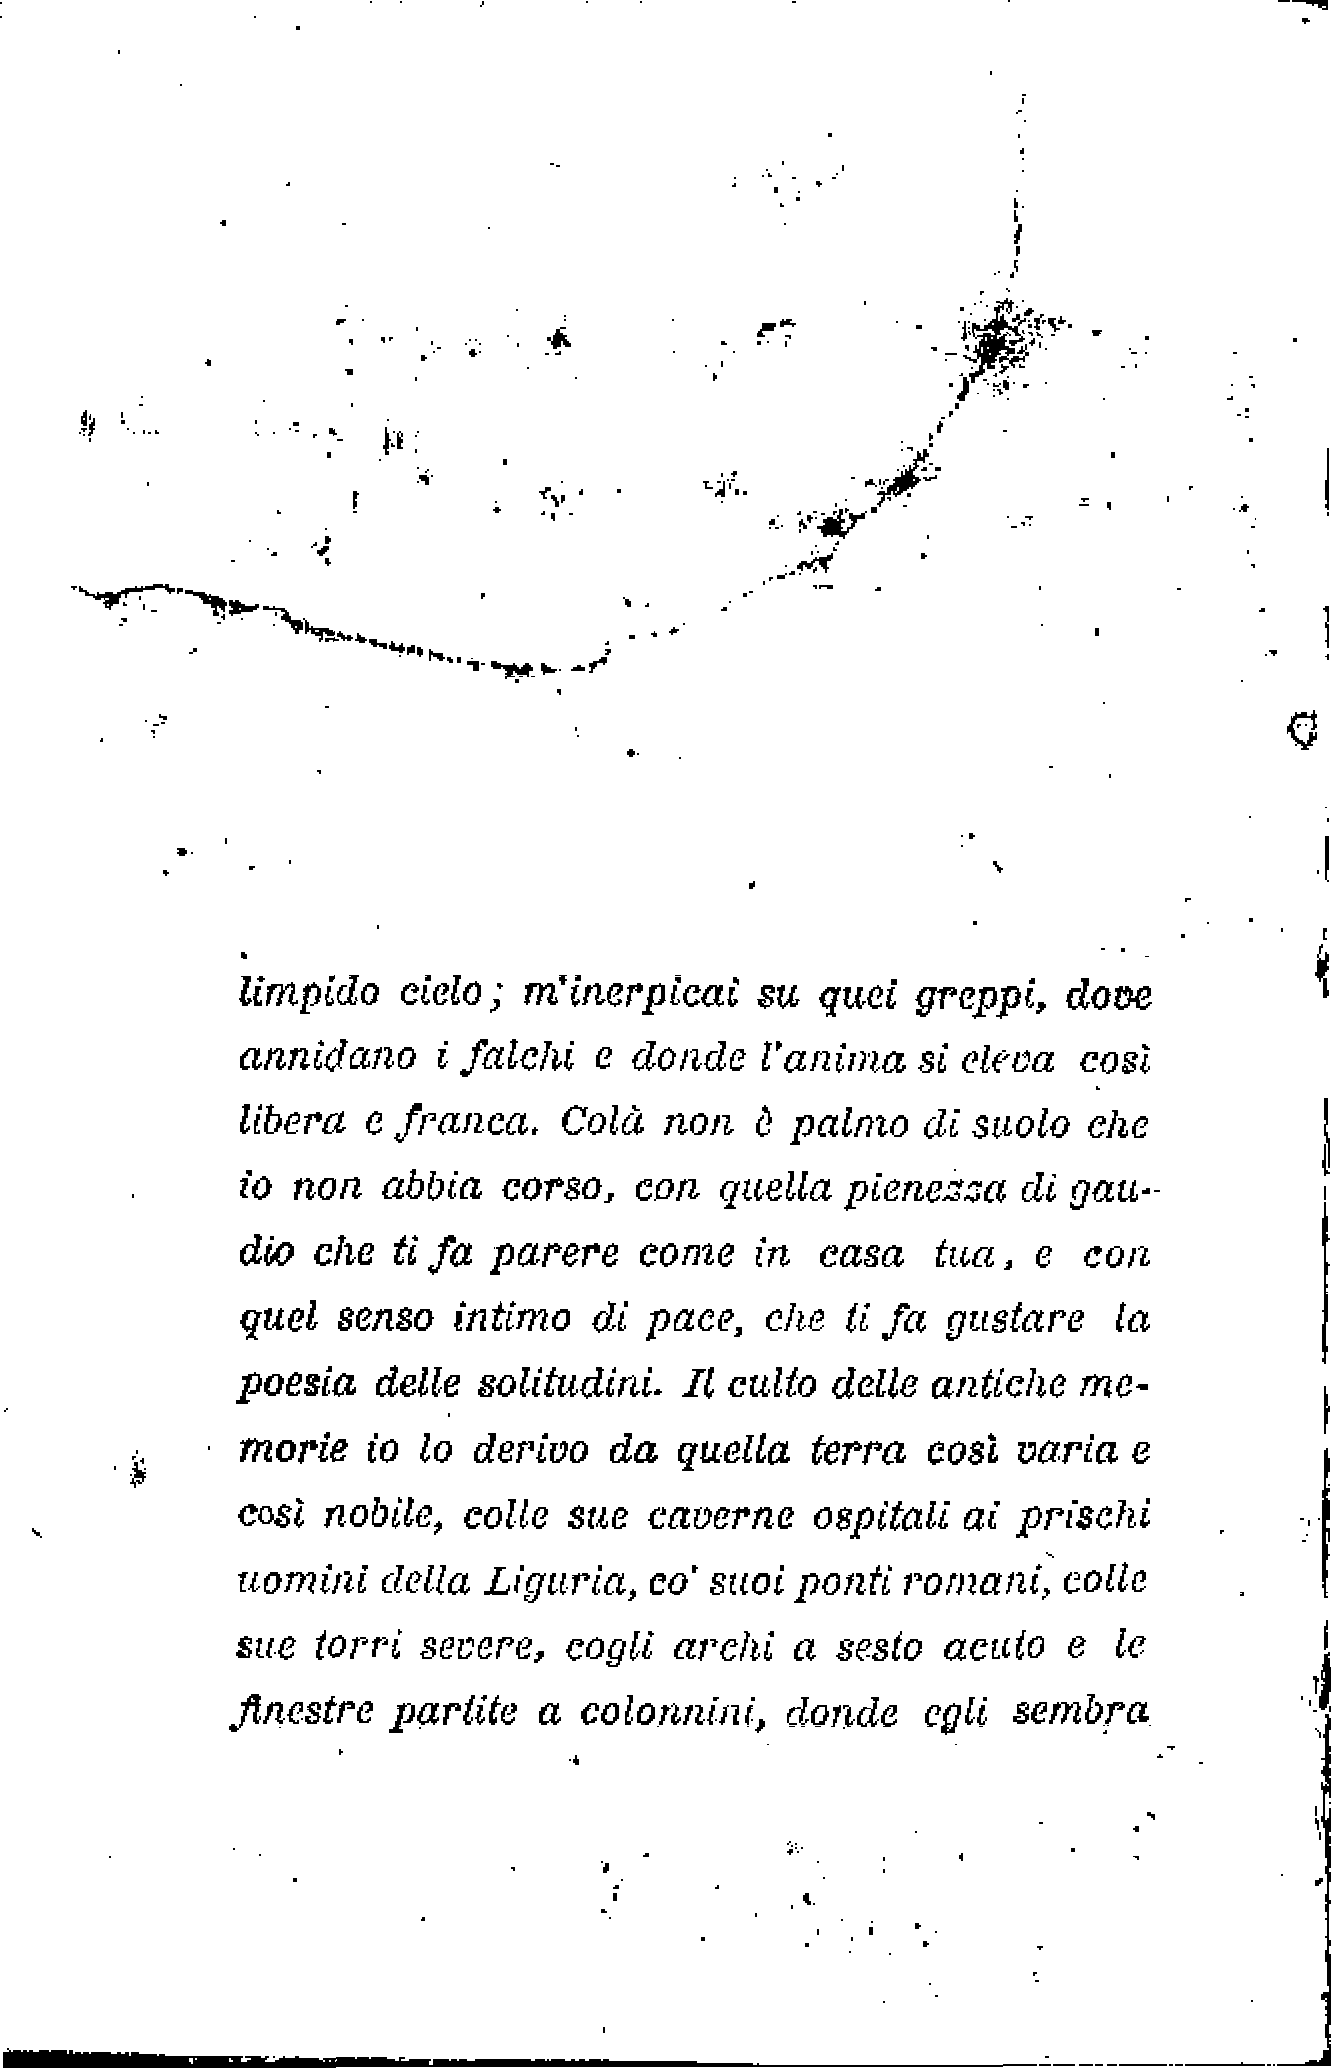 limpido cielo; m'inerpicai su quei greppi, dove
annidano i falchi e donde l'anima si eleva così
libera e franca. Colà non è palmo di suolo che
io non abbia corso, con quella pienezza di gau-
dio che ti fa parere come in casa tua, e con
quel senso intimo di pace, che ti fa gustare la
poesia delle solitudini. Il culto delle antiche me-
morie io lo derivo da quella terra così varia e
così nobile, colle sue caverne ospitali ai prischi
uomini della Liguria, co' suoi ponti romani, colle
sue torri severe, cogli archi a sesto acuto e le
finestre partite a colonnini, donde egli sembra